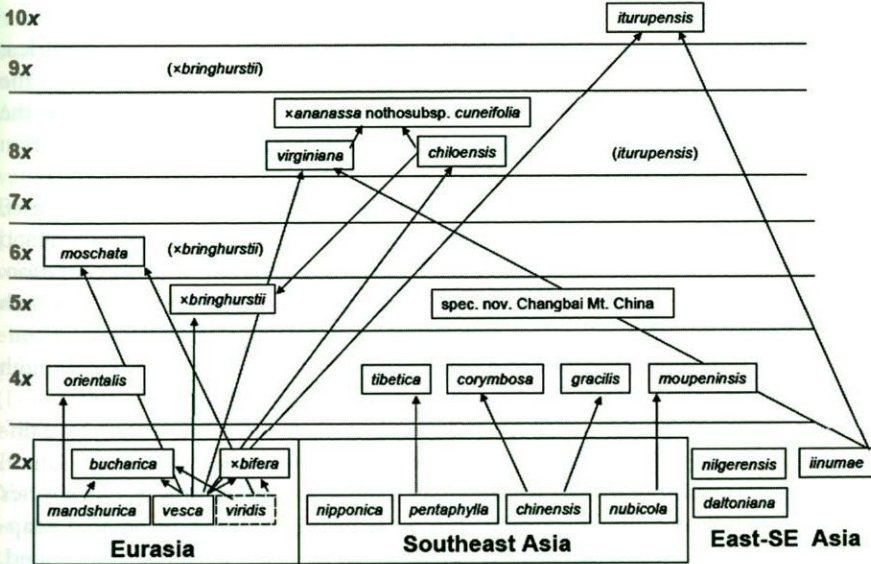 10x iturupensis
9x (×bringhurstii)
×ananassa nothosubsp. cuneifolia
8x virginiana chiloensis (iturupensis)
7x
6x moschata (×bringhurstii)
5x ×bringhurstii spec. nov. Changbai Mt. China
4x orientalis tibetica corymbosa gracilis moupeninsis
2x bucharica ×bifera nilgerensis iinumae
mandshurica vesca viridis nipponica pentaphylla chinensis nubicola daltoniana
Eurasia Southeast Asia East-SE Asia